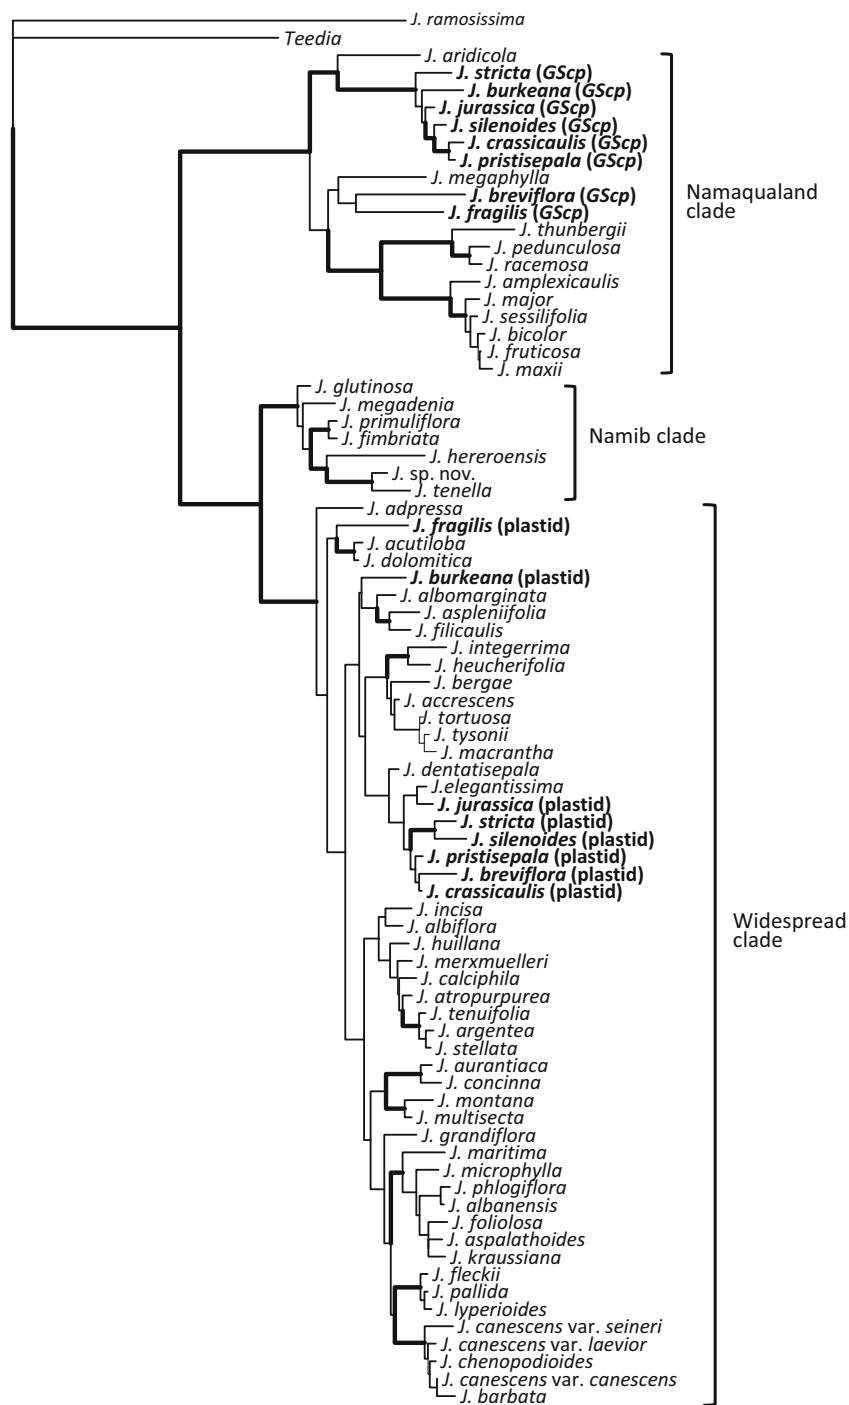 J. ramosissima
Teedia
J. aridicola
J. stricta (GScp)
J. burkeana (GScp)
J. jurassica (GScp)
J. silenoides (GScp)
J. crassicaulis (GScp)
J. pristisepala (GScp)
J. megaphylla
J. breviflora (GScp)
J. fragilis (GScp)
Namaqualand
clade
J. thunbergii
J. pedunculosa
J. racemosa
J. amplexicaulis
J. major
J. sessilifolia
J. bicolor
J. fruticosa
J. maxii
J. glutinosa
J. megadenia
J. primuliflora
J. fimbriata
Namib clade
J. hereroensis
J. sp. nov.
J. tenella
J. adpressa
J. fragilis (plastid)
J. acutiloba
J. dolomitica
J. burkeana (plastid)
J. albomarginata
J. aspleniifolia
J. filicaulis
J. integerrima
J. heucherifolia
J. bergae
J. accrescens
J. tortuosa
J. tysonii
J. macrantha
J. dentatisepala
J.elegantissima
J. jurassica (plastid)
J. stricta (plastid)
J. silenoides (plastid)
J. pristisepala (plastid)
J. breviflora (plastid)
J. crassicaulis (plastid)
J. incisa
J. albiflora
Widespread
clade
J. huillana
J. merxmuelleri
J. calciphila
J. atropurpurea
J. tenuifolia
J. argentea
J. stellata
J. aurantiaca
J. concinna
J. montana
J. multisecta
J. grandiflora
J. maritima
J. microphylla
J. phlogiflora
J. albanensis
J. foliolosa
J. aspalathoides
J. kraussiana
J. fleckii
J. pallida
J. lyperioides
J. canescens var. seineri
J. canescens var. laevior
J. chenopodioides
J. canescens var. canescens
J. barbata